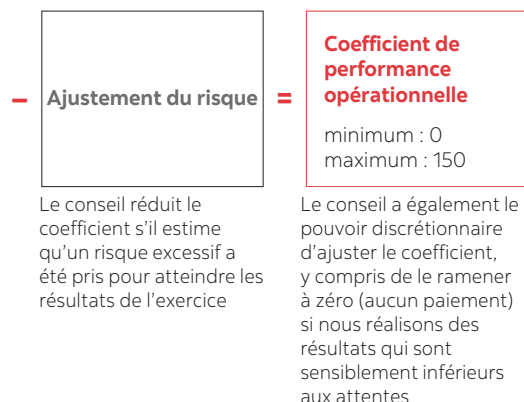 – Ajustement du risque =
Coefficient de
performance
opérationnelle
minimum : 0
maximum : 150
Le conseil réduit le
coefficient s’il estime
qu’un risque excessif a
été pris pour atteindre les
résultats de l’exercice
Le conseil a également le
pouvoir discrétionnaire
d’ajuster le coefficient,
y compris de le ramener
à zéro (aucun paiement)
si nous réalisons des
résultats qui sont
sensiblement inférieurs
aux attentes